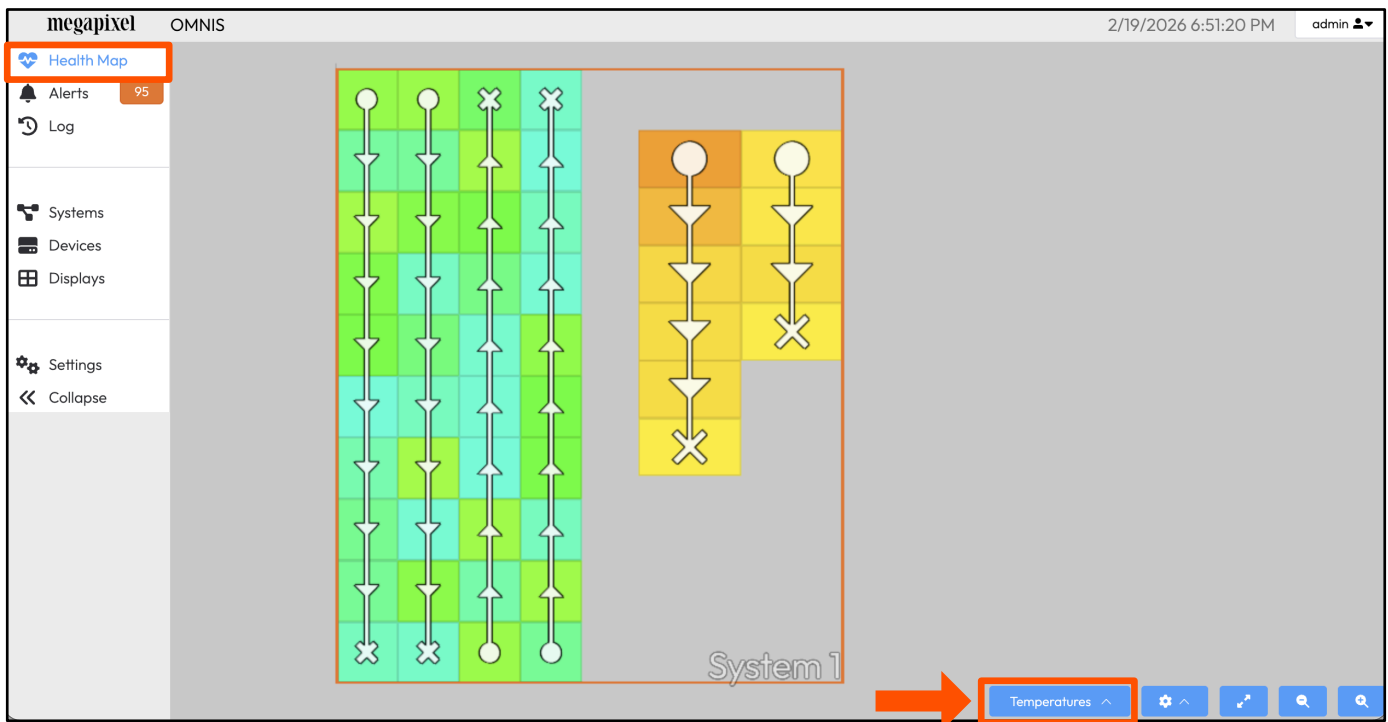 megapixel OMNIS 2/19/2026 6:51:20 PM admin
Health Map
Alerts 95
Log
Systems
Devices
Displays
Settings
Collapse
System 1
Temperatures